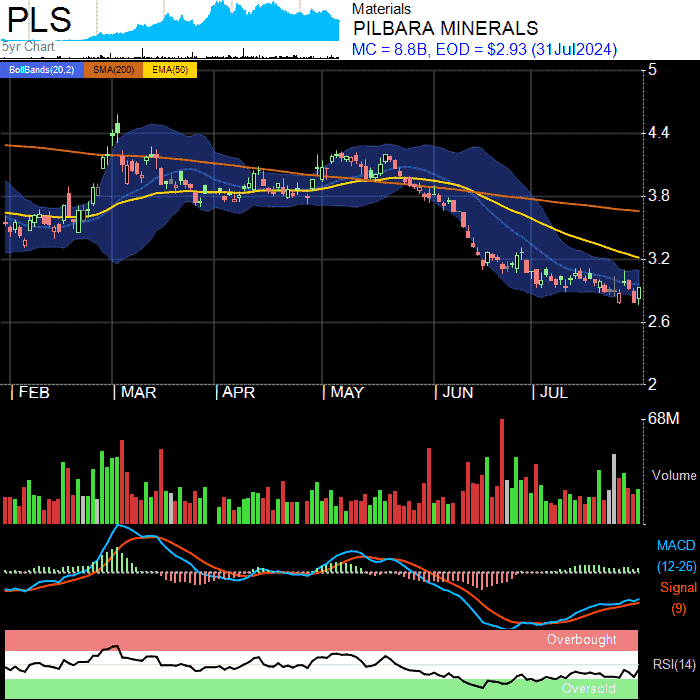 PLS
5yr Chart
Materials
PILBARA MINERALS
MC = 8.8B, EOD = $2.93 (31Jul2024)
BollBands(20,2) SMA(200) EMA(50)
5
4.4
3.8
3.2
2.6
2
FEB MAR APR MAY JUN JUL
68M
Volume
MACD
(12-26)
Signal
(9)
Overbought
RSI(14)
Oversold